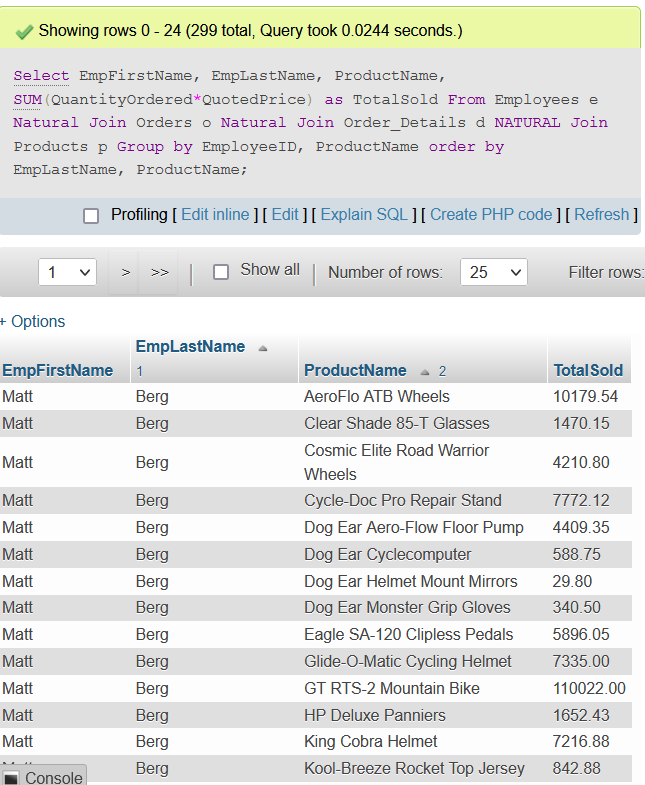 Showing rows 0 - 24 (299 total, Query took 0.0244 seconds.)
Select EmpFirstName, EmpLastName, ProductName,
SUM(QuantityOrdered*QuotedPrice) as TotalSold From Employees e
Natural Join Orders o Natural Join Order_Details d NATURAL Join
Products p Group by EmployeeID, ProductName order by
EmpLastName, ProductName;
Profiling [ Edit inline ] [ Edit ] [ Explain SQL ] [ Create PHP code ] [ Refresh ]
1 > >> Show all Number of rows: 25 Filter rows:
+ Options
EmpFirstName EmpLastName 1 ProductName 2 TotalSold
Matt Berg AeroFlo ATB Wheels 10179.54
Matt Berg Clear Shade 85-T Glasses 1470.15
Matt Berg Cosmic Elite Road Warrior
Wheels 4210.80
Matt Berg Cycle-Doc Pro Repair Stand 7772.12
Matt Berg Dog Ear Aero-Flow Floor Pump 4409.35
Matt Berg Dog Ear Cyclecomputer 588.75
Matt Berg Dog Ear Helmet Mount Mirrors 29.80
Matt Berg Dog Ear Monster Grip Gloves 340.50
Matt Berg Eagle SA-120 Clipless Pedals 5896.05
Matt Berg Glide-O-Matic Cycling Helmet 7335.00
Matt Berg GT RTS-2 Mountain Bike 110022.00
Matt Berg HP Deluxe Panniers 1652.43
Matt Berg King Cobra Helmet 7216.88
Berg Kool-Breeze Rocket Top Jersey 842.88
Console